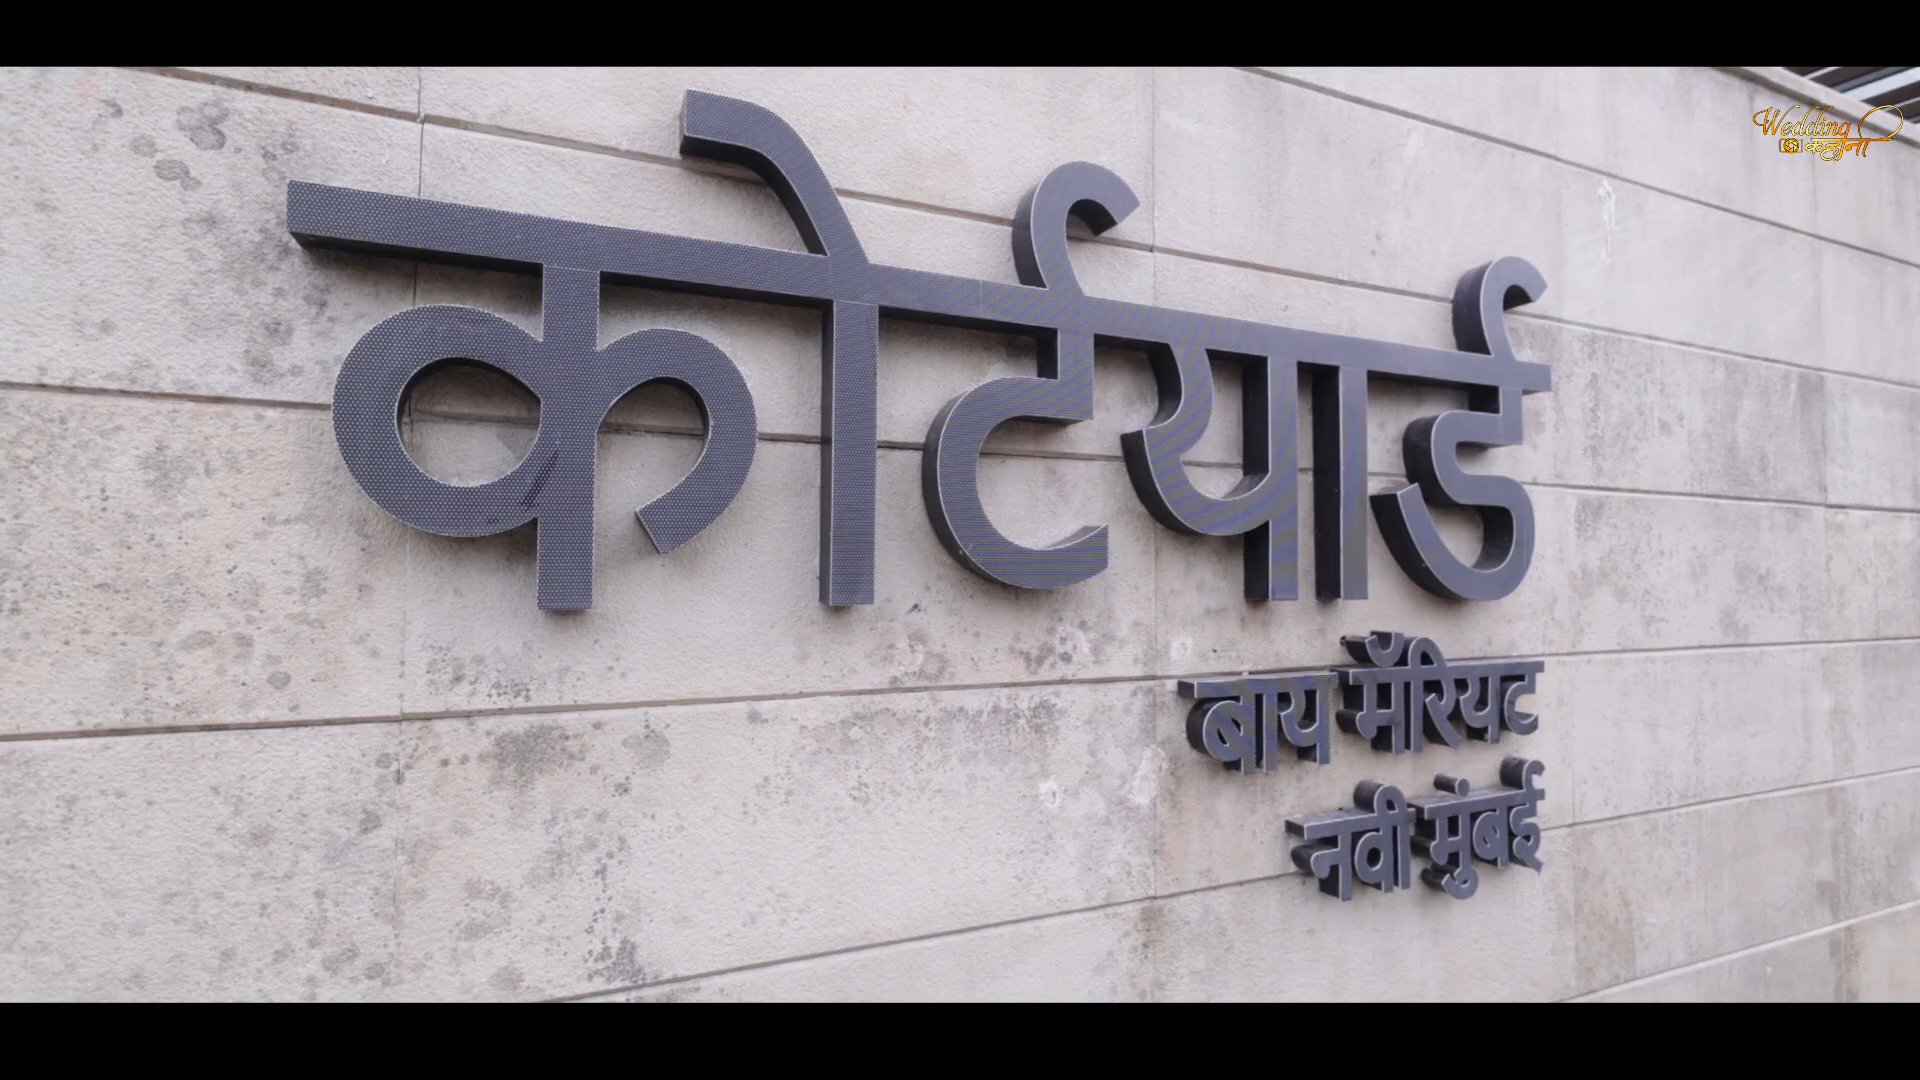 Wedding
कहानी
कोर्टयार्ड
बाय मॅरियट
नवी मुंबई